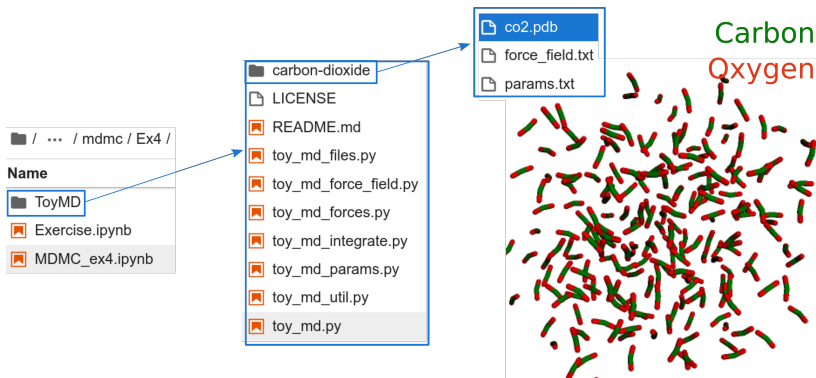 / ... / mdmc / Ex4 /
Name
ToyMD
Exercise.ipynb
MDMC_ex4.ipynb
carbon-dioxide
LICENSE
README.md
toy_md_files.py
toy_md_force_field.py
toy_md_forces.py
toy_md_integrate.py
toy_md_params.py
toy_md_util.py
toy_md.py
co2.pdb
force_field.txt
params.txt
Carbon
Oxygen